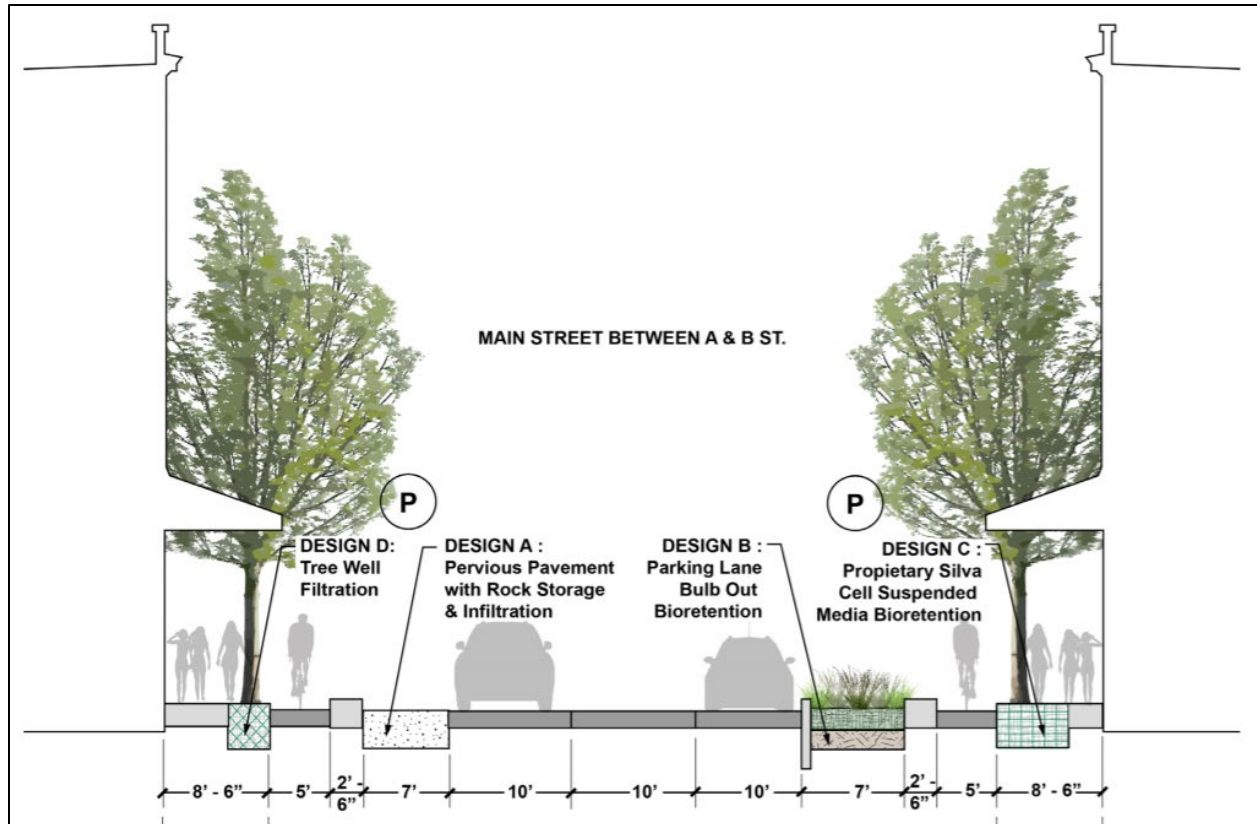 MAIN STREET BETWEEN A & B ST.
P
P
DESIGN D:
Tree Well
Filtration
DESIGN A :
Pervious Pavement
with Rock Storage
& Infiltration
DESIGN B :
Parking Lane
Bulb Out
Bioretention
DESIGN C :
Propietary Silva
Cell Suspended
Media Bioretention
8' - 6"
5'
2' -
6"
7'
10'
10'
10'
7'
2' -
6"
5'
8' - 6"